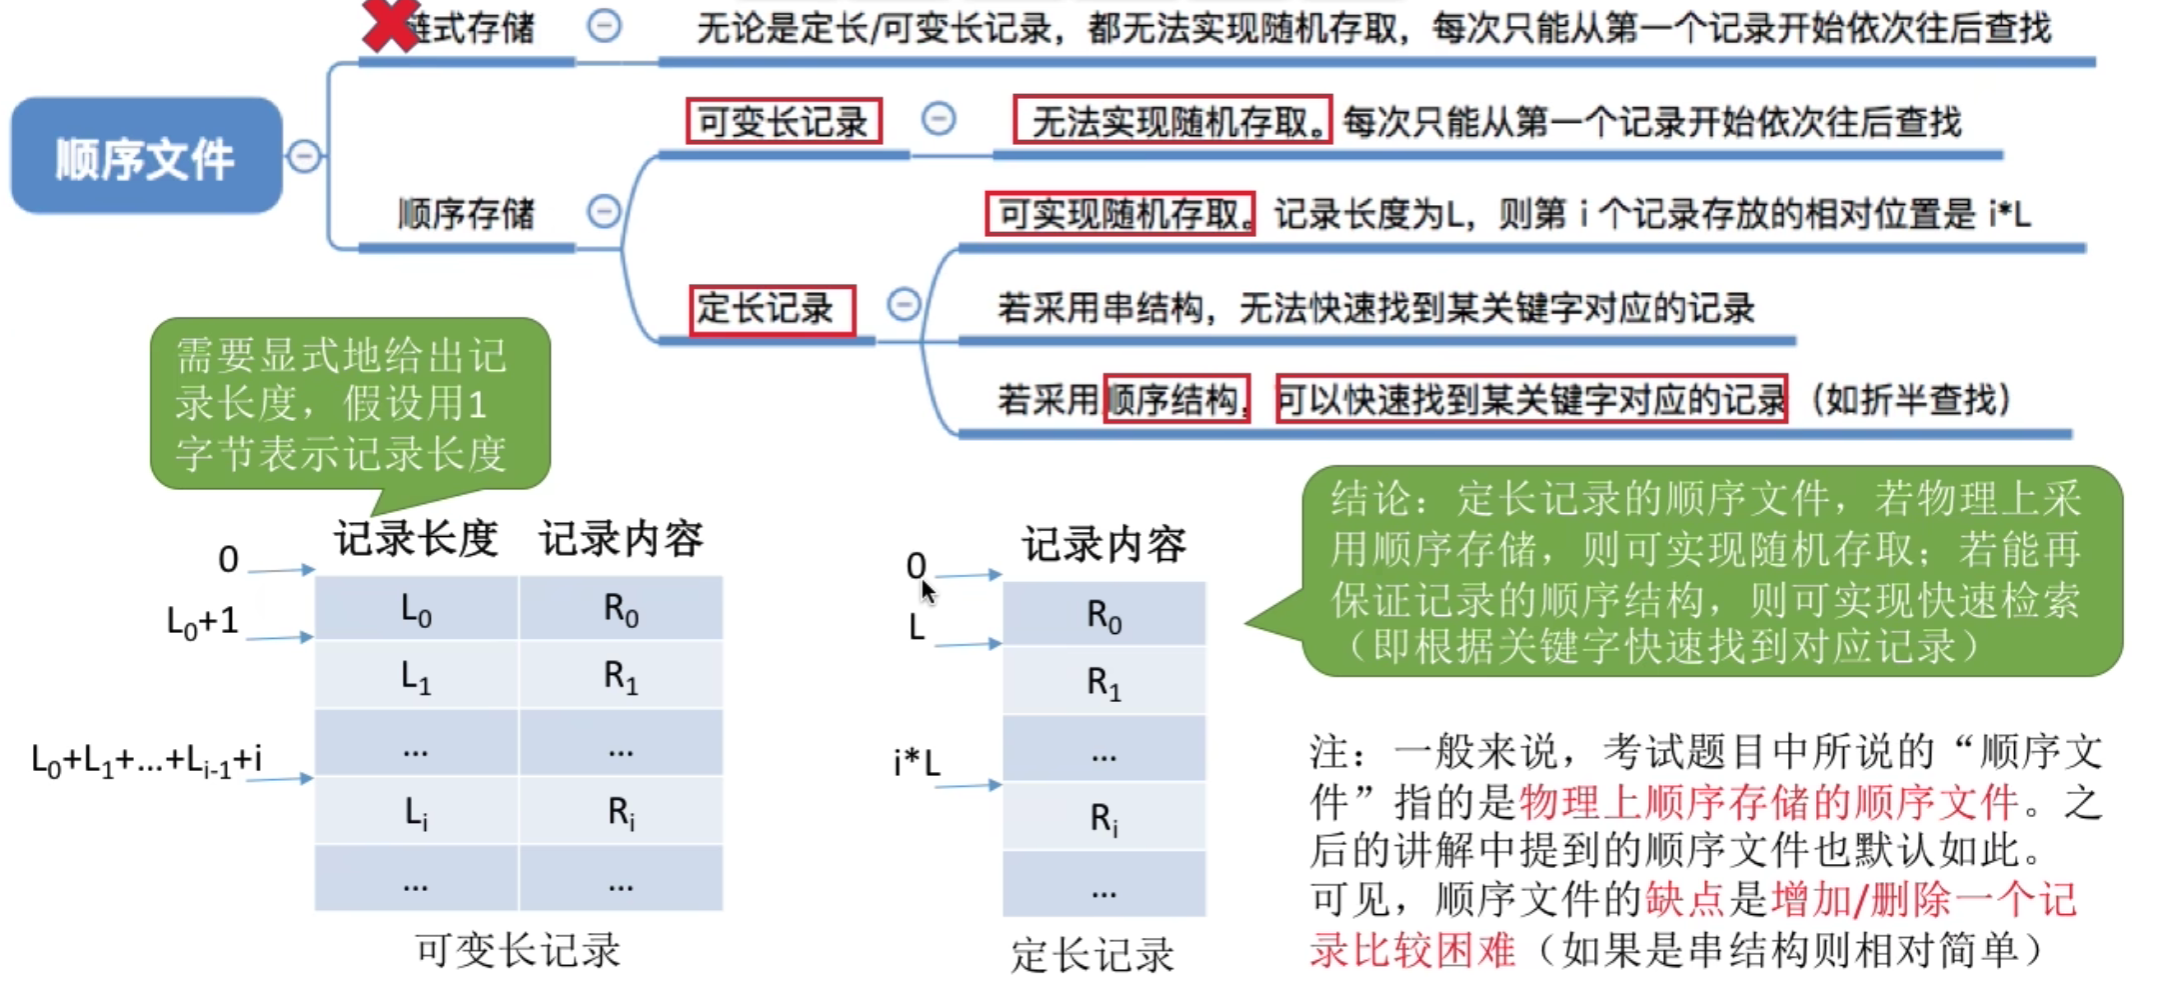 链式存储
无论是定长/可变长记录，都无法实现随机存取，每次只能从第一个记录开始依次往后查找
可变长记录
无法实现随机存取。每次只能从第一个记录开始依次往后查找
顺序文件
顺序存储
可实现随机存取。记录长度为L，则第 i 个记录存放的相对位置是 i*L
定长记录
若采用串结构，无法快速找到某关键字对应的记录
若采用顺序结构，可以快速找到某关键字对应的记录（如折半查找）
需要显式地给出记
录长度，假设用1
字节表示记录长度
记录长度 记录内容
0
L0 R0
L0+1
L1 R1
... ...
L0+L1+...+Li-1+i
Li Ri
... ...
可变长记录
记录内容
0
R0
L
R1
...
i*L
Ri
...
定长记录
结论：定长记录的顺序文件，若物理上采
用顺序存储，则可实现随机存取；若能再
保证记录的顺序结构，则可实现快速检索
（即根据关键字快速找到对应记录）
注：一般来说，考试题目中所说的“顺序文
件”指的是物理上顺序存储的顺序文件。之
后的讲解中提到的顺序文件也默认如此。
可见，顺序文件的缺点是增加/删除一个记
录比较困难（如果是串结构则相对简单）